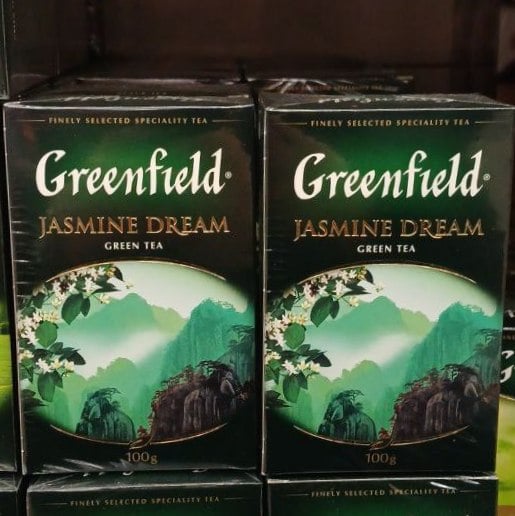 FINELY SELECTED SPECIALITY TEA
Greenfield®
JASMINE DREAM
GREEN TEA
100g
FINELY SELECTED SPECIALITY TEA
Greenfield®
JASMINE DREAM
GREEN TEA
100g
FINELY SELECTED SPECIALITY TEA
FINELY SELECTED SPECIALITY TEA